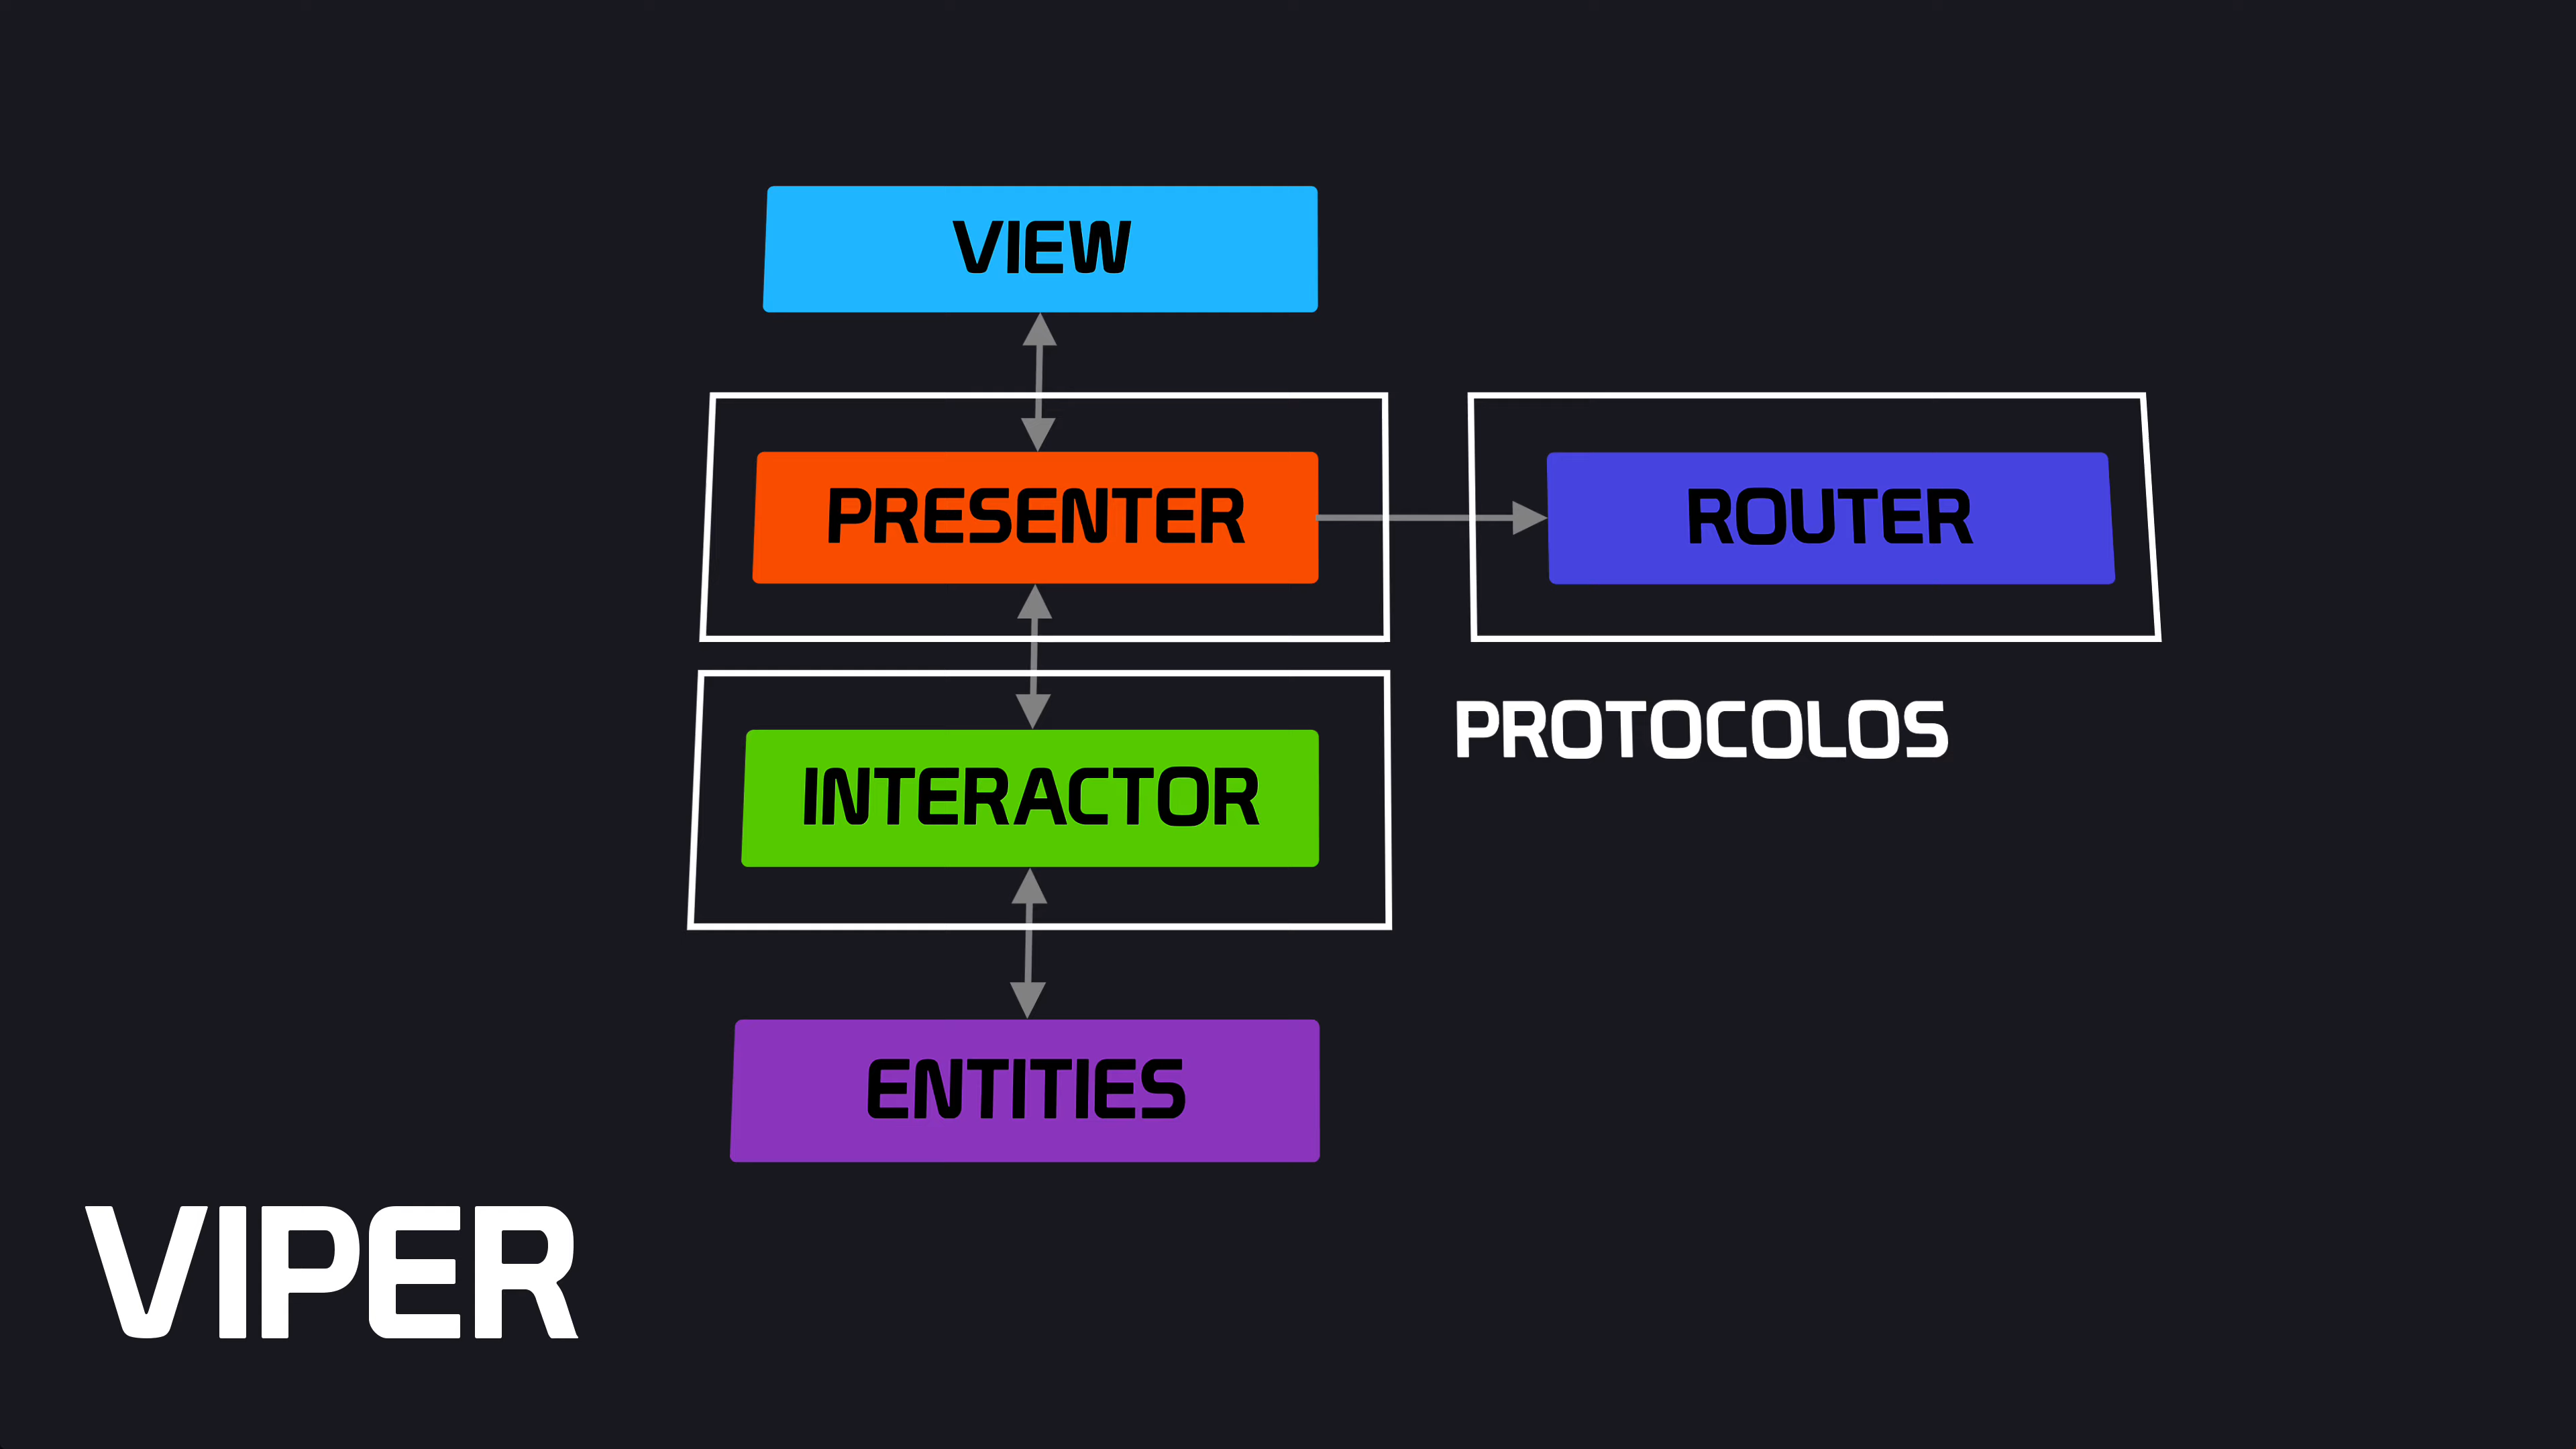 VIEW
PRESENTER
ROUTER
PROTOCOLOS
INTERACTOR
ENTITIES
VIPER